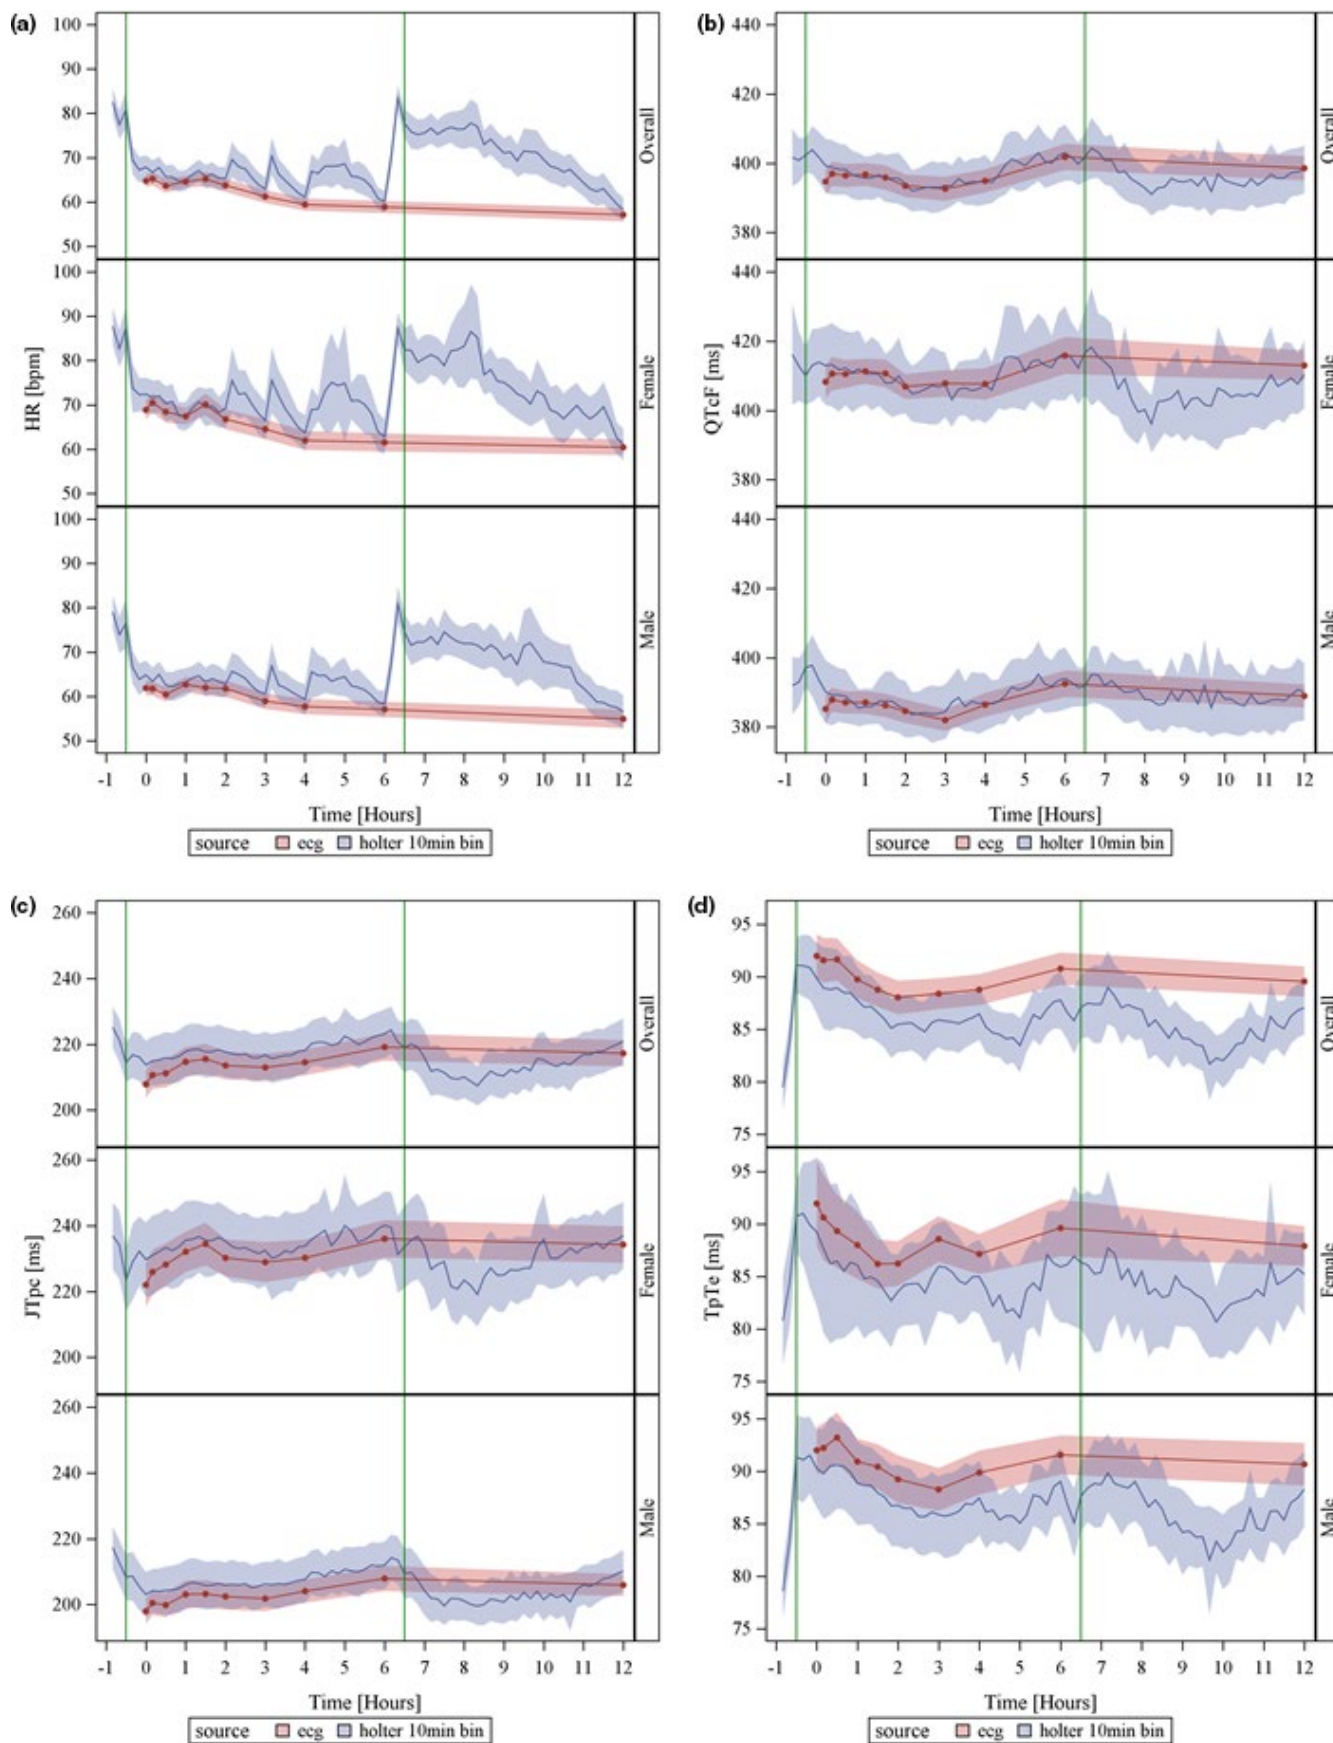 (a)
100
90
80
70
60
50
Overall
100
90
80
70
60
50
HR [bpm]
Female
100
90
80
70
60
50
Male
-1 0 1 2 3 4 5 6 7 8 9 10 11 12
Time [Hours]
source ecg holter 10min bin
(b)
440
420
400
380
Overall
440
420
400
380
QTcF [ms]
Female
440
420
400
380
Male
-1 0 1 2 3 4 5 6 7 8 9 10 11 12
Time [Hours]
source ecg holter 10min bin
(c)
260
240
220
200
Overall
260
240
220
200
JTpc [ms]
Female
260
240
220
200
Male
-1 0 1 2 3 4 5 6 7 8 9 10 11 12
Time [Hours]
source ecg holter 10min bin
(d)
95
90
85
80
75
Overall
95
90
85
80
75
TpTe [ms]
Female
95
90
85
80
75
Male
-1 0 1 2 3 4 5 6 7 8 9 10 11 12
Time [Hours]
source ecg holter 10min bin